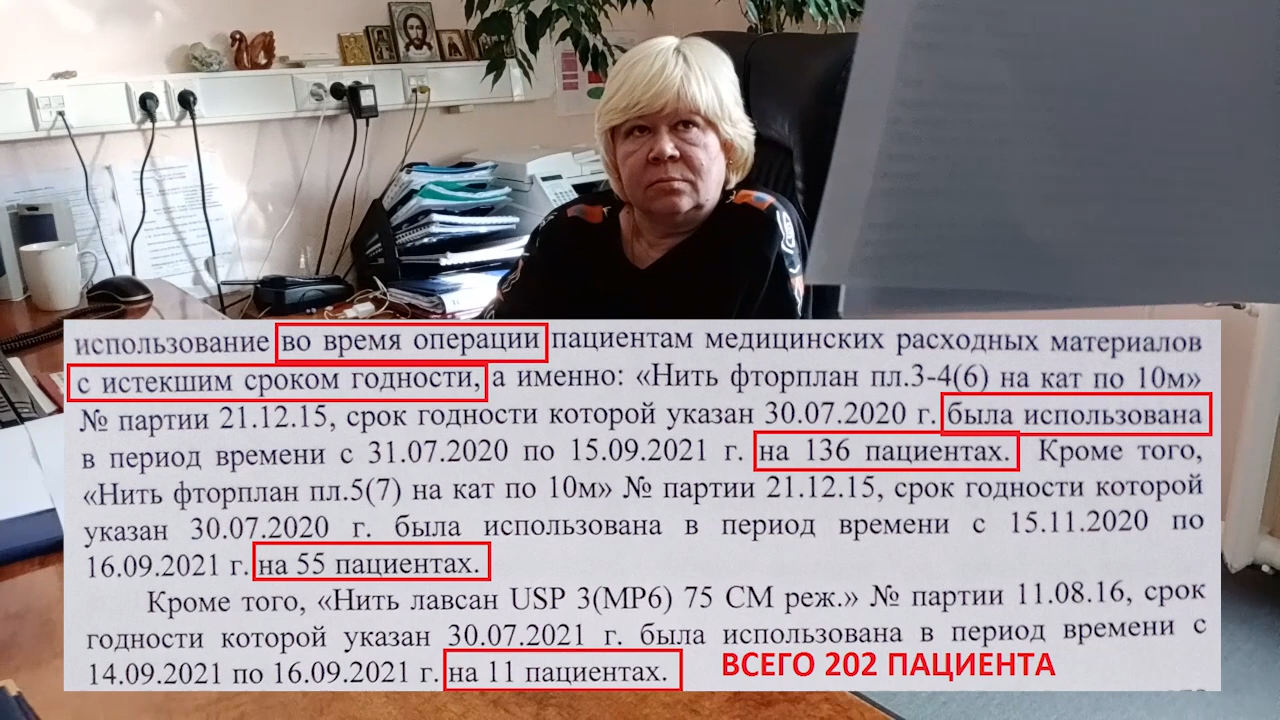 использование во время операции пациентам медицинских расходных материалов
с истекшим сроком годности, а именно: «Нить фторплан пл.3-4(6) на кат по 10м»
№ партии 21.12.15, срок годности которой указан 30.07.2020 г. была использована
в период времени с 31.07.2020 по 15.09.2021 г. на 136 пациентах. Кроме того,
«Нить фторплан пл.5(7) на кат по 10м» № партии 21.12.15, срок годности которой
указан 30.07.2020 г. была использована в период времени с 15.11.2020 по
16.09.2021 г. на 55 пациентах.
Кроме того, «Нить лавсан USP 3(МР6) 75 СМ реж.» № партии 11.08.16, срок
годности которой указан 30.07.2021 г. была использована в период времени с
14.09.2021 по 16.09.2021 г. на 11 пациентах.
ВСЕГО 202 ПАЦИЕНТА